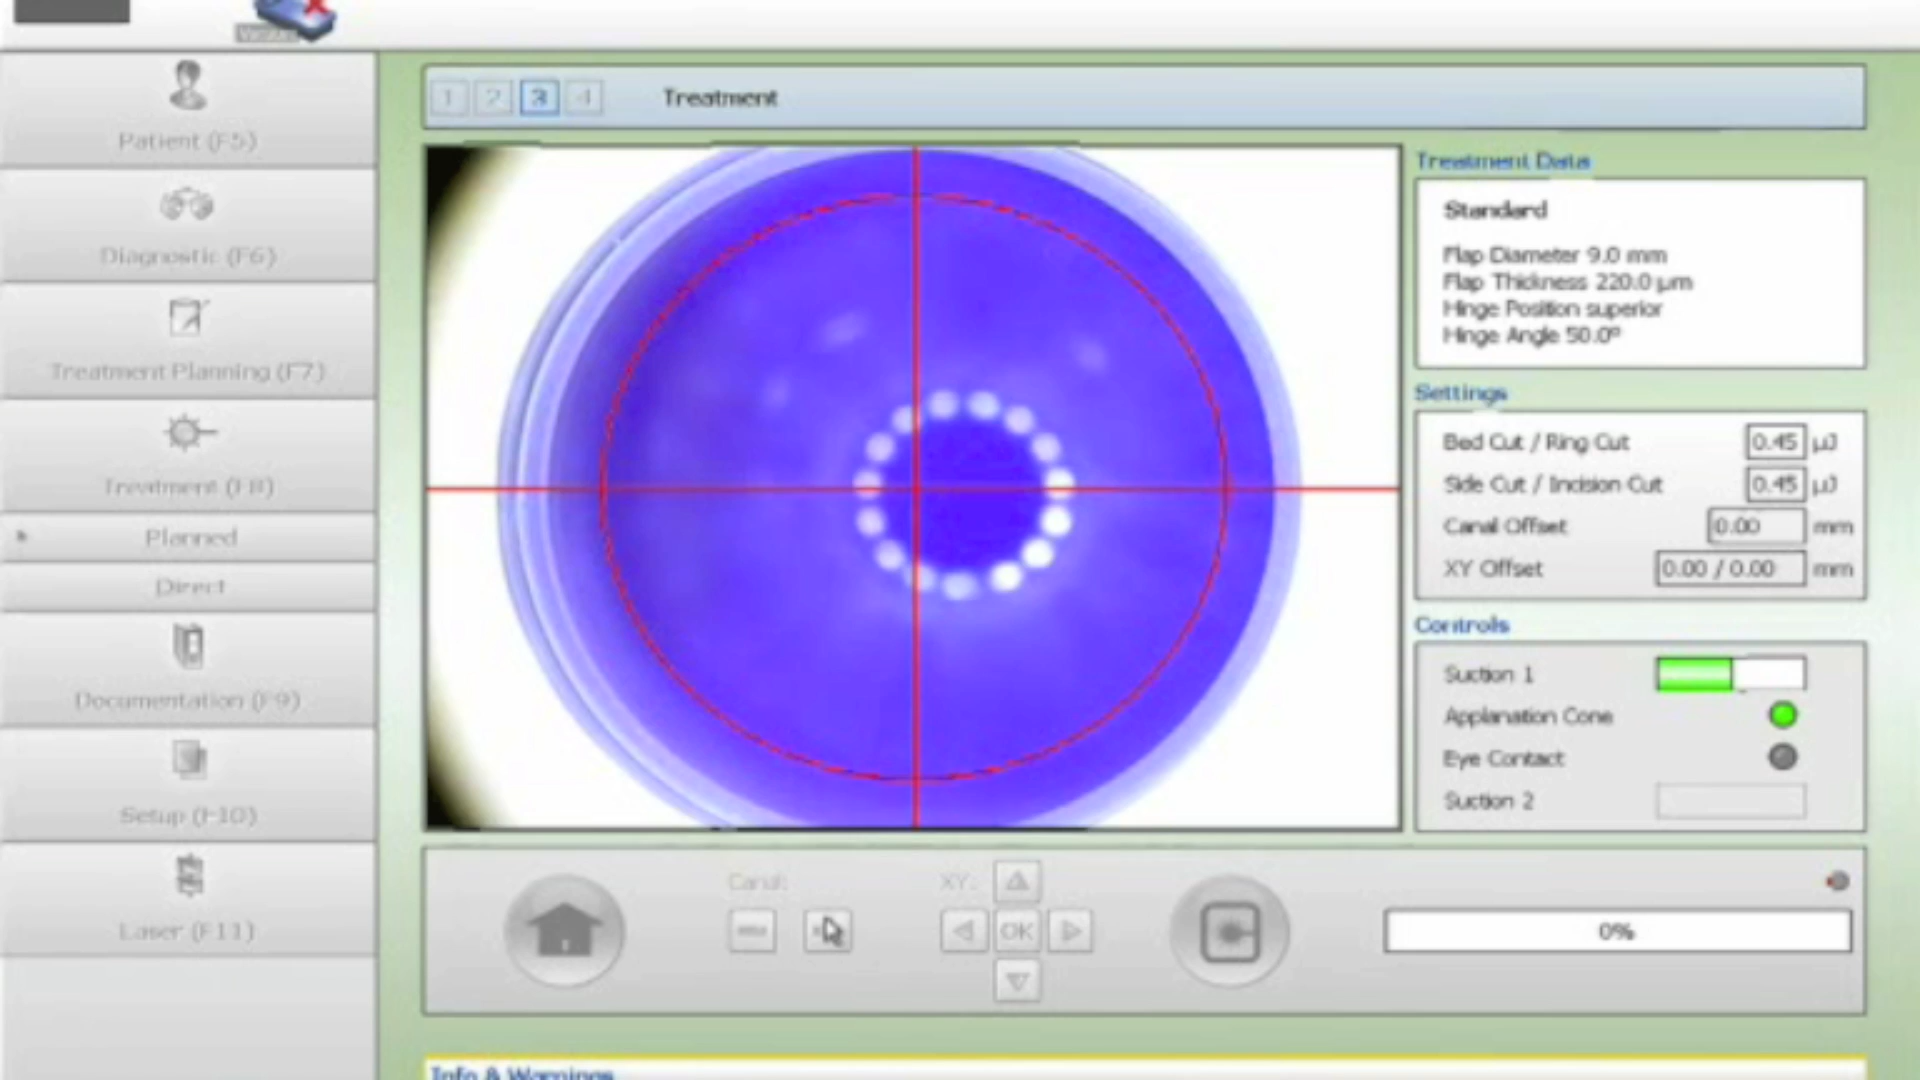 Patient (F5)
Diagnostic (F6)
Treatment Planning (F7)
Treatment (F8)
Planned
Direct
Documentation (F9)
Setup (F10)
Laser (F11)
1 2 3 4 Treatment
Treatment Data
Standard
Flap Diameter 9.0 mm
Flap Thickness 220.0 µm
Hinge Position superior
Hinge Angle 50.0°
Settings
Bed Cut / Ring Cut 0.45 µJ
Side Cut / Incision Cut 0.45 µJ
Canal Offset 0.00 mm
XY Offset 0.00 / 0.00 mm
Controls
Suction 1
Applanation Cone
Eye Contact
Suction 2
Canal: XY:
OK
0%
Info & Warnings